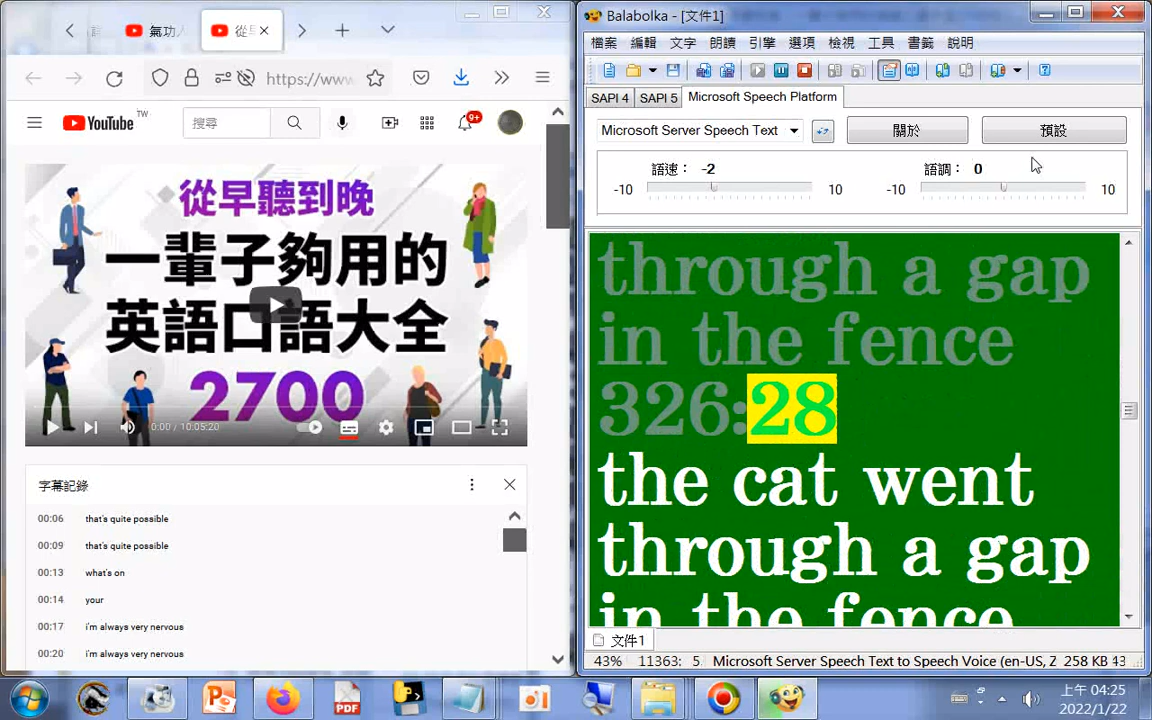 氣功
從
https://www
YouTube TW
搜尋
9+
從早聽到晚
一輩子夠用的
英語口語大全
2700
0:00 / 10:05:20
字幕記錄
00:06 that's quite possible
00:09 that's quite possible
00:13 what's on
00:14 your
00:17 i'm always very nervous
00:20 i'm always very nervous
Balabolka - [文件1]
檔案 編輯 文字 朗讀 引擎 選項 檢視 工具 書籤 說明
SAPI 4 SAPI 5 Microsoft Speech Platform
Microsoft Server Speech Text 關於 預設
語速： -2 語調： 0
-10 10 -10 10
through a gap
in the fence
326:28
the cat went
through a gap
in the fence
文件1
43% 11363: 5 Microsoft Server Speech Text to Speech Voice (en-US, Z 258 KB
PDF
上午 04:25
2022/1/22